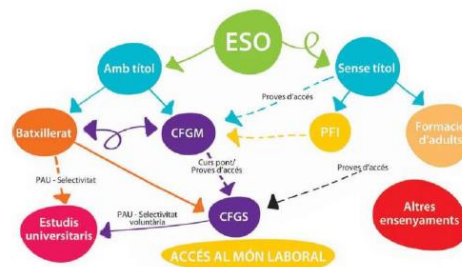 ESO
Amb títol
Sense títol
Proves d'accés
Batxillerat
CFGM
PFI
Formació
d'adults
Curs pont/
Proves d'accés
PAU - Selectivitat
Proves d'accés
PAU - Selectivitat
voluntària
Estudis
universitaris
CFGS
Altres
ensenyaments
ACCÉS AL MÓN LABORAL